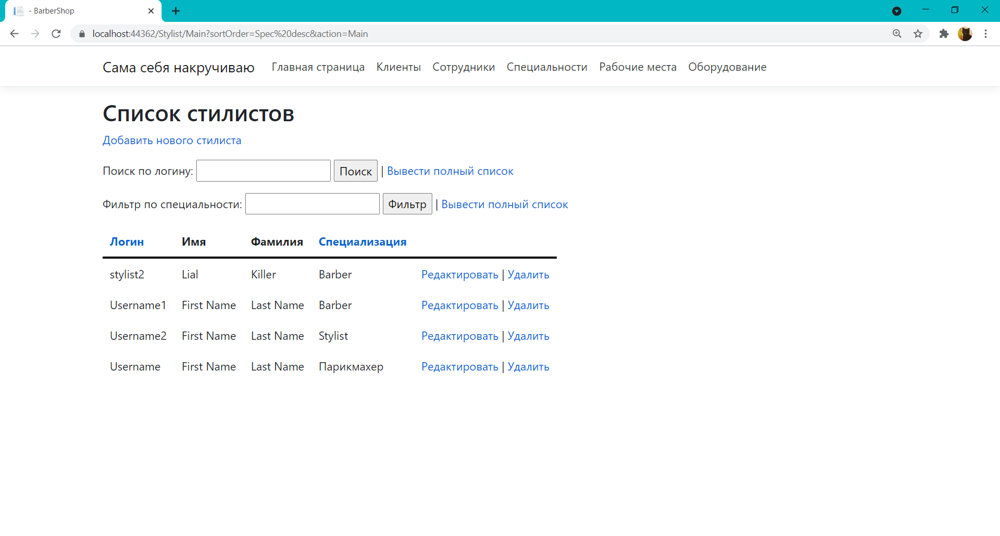 - BarberShop
localhost:44362/Stylist/Main?sortOrder=Spec%20desc&action=Main
Сама себя накручиваю Главная страница Клиенты Сотрудники Специальности Рабочие места Оборудование
Список стилистов
Добавить нового стилиста
Поиск по логину: Поиск | Вывести полный список
Фильтр по специальности: Фильтр | Вывести полный список
Логин Имя Фамилия Специализация
stylist2 Lial Killer Barber Редактировать | Удалить
Username1 First Name Last Name Barber Редактировать | Удалить
Username2 First Name Last Name Stylist Редактировать | Удалить
Username First Name Last Name Парикмахер Редактировать | Удалить